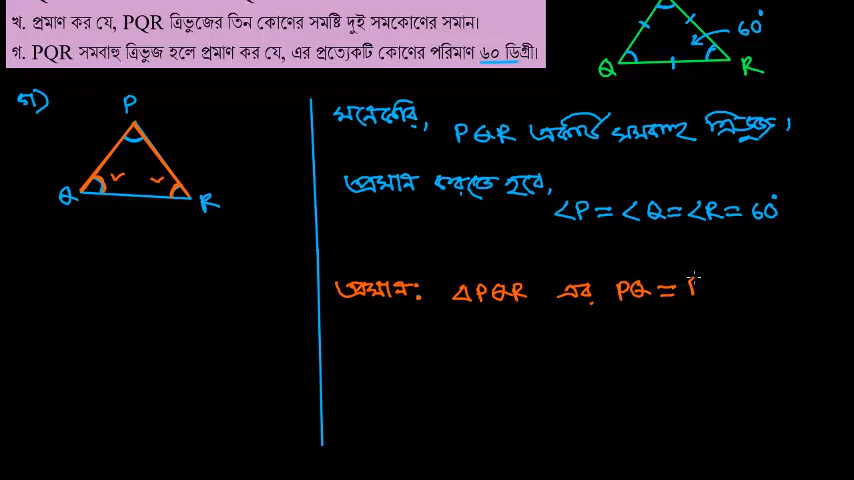 খ. প্রমাণ কর যে, PQR ত্রিভুজের তিন কোণের সমষ্টি দুই সমকোণের সমান।
গ. PQR সমবাহু ত্রিভুজ হলে প্রমাণ কর যে, এর প্রত্যেকটি কোণের পরিমাণ ৬০ ডিগ্রী।
60°
Q R
গ)
P
Q R
মনেকরি, PQR একটি সমবাহু ত্রিভুজ।
প্রমাণ করতে হবে,
∠P = ∠Q = ∠R = 60°
প্রমাণ: ΔPQR এর PQ =